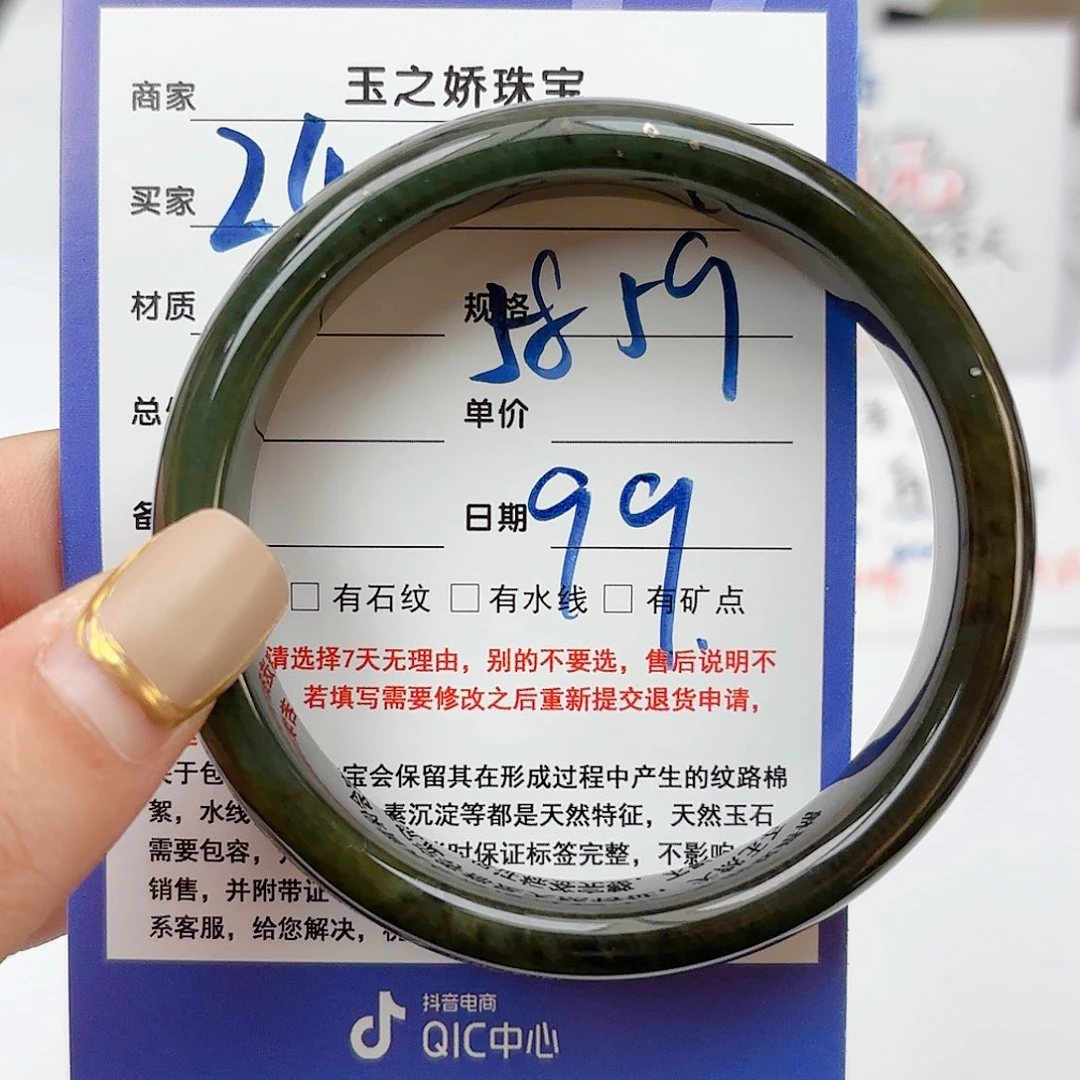 商家 玉之娇珠宝
买家 24
材质 规格 58 59
总 单价
备 日期 99.
□ 有石纹 □ 有水线 □ 有矿点
请选择7天无理由，别的不要选，售后说明不
若填写需要修改之后重新提交退货申请，
关于包 宝会保留其在形成过程中产生的纹路棉
絮，水线 素沉淀等都是天然特征，天然玉石
需要包容， 时保证标签完整，不影响
销售，并附带证
系客服，给您解决，
抖音电商
QIC中心